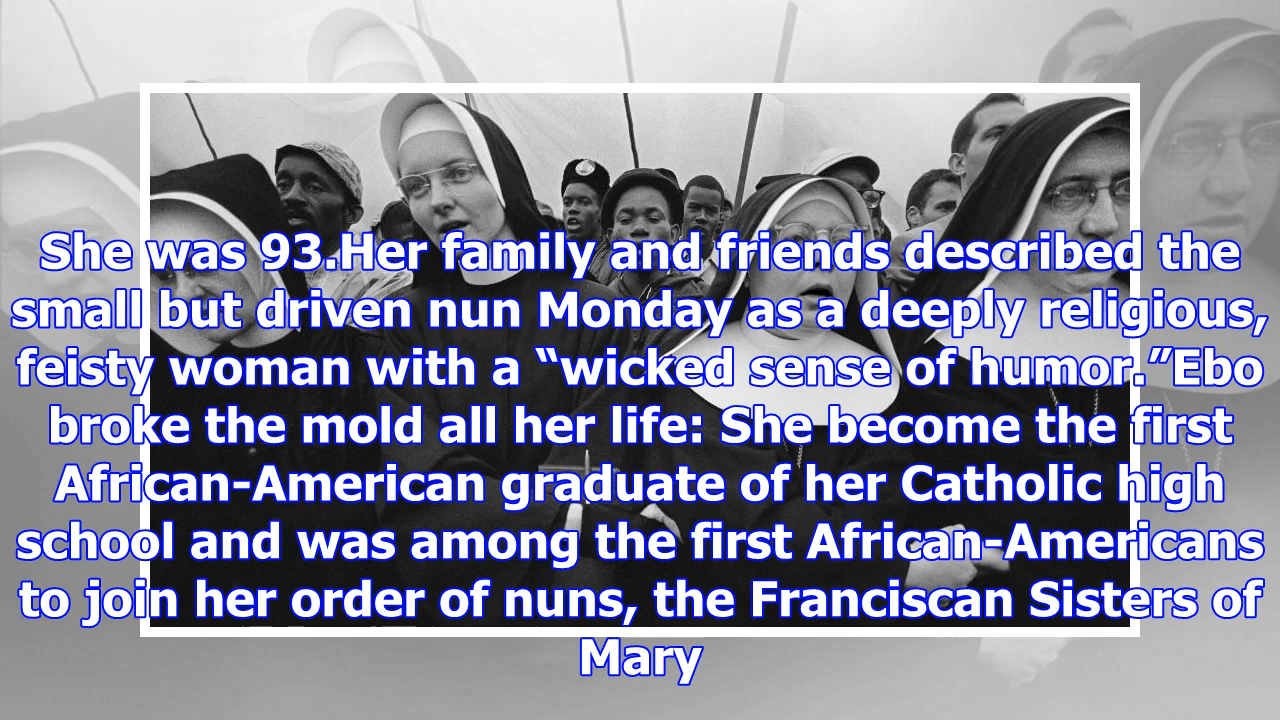 She was 93.Her family and friends described the
small but driven nun Monday as a deeply religious,
feisty woman with a “wicked sense of humor.”Ebo
broke the mold all her life: She become the first
African-American graduate of her Catholic high
school and was among the first African-Americans
to join her order of nuns, the Franciscan Sisters of
Mary